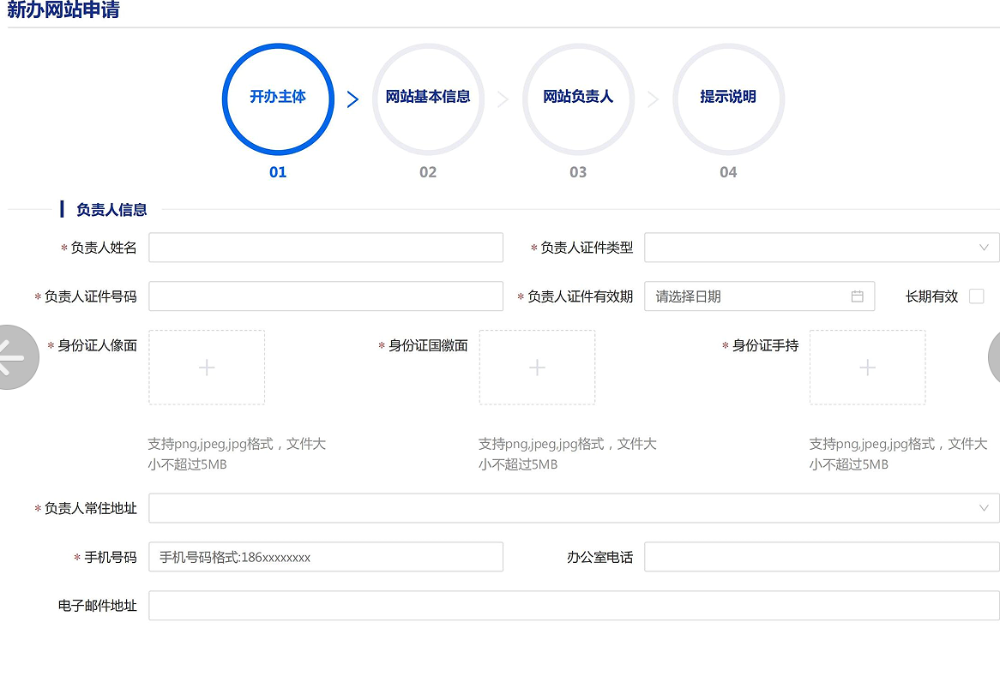 新办网站申请
开办主体
网站基本信息
网站负责人
提示说明
01
02
03
04
负责人信息
* 负责人姓名
* 负责人证件类型
* 负责人证件号码
* 负责人证件有效期
请选择日期
长期有效
* 身份证人像面
* 身份证国徽面
* 身份证手持
支持png,jpeg,jpg格式，文件大
小不超过5MB
支持png,jpeg,jpg格式，文件大
小不超过5MB
支持png,jpeg,jpg格式，文件大
小不超过5MB
* 负责人常住地址
* 手机号码
手机号码格式:186xxxxxxxx
办公室电话
电子邮件地址